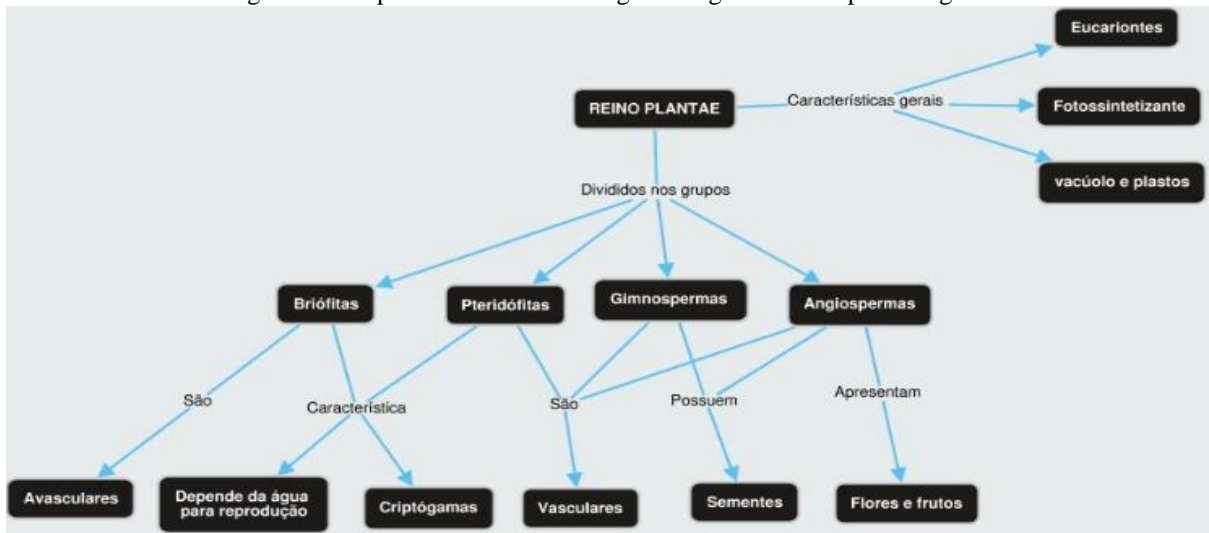 Eucariontes
REINO PLANTAE
Características gerais
Fotossintetizante
vacúolo e plastos
Divididos nos grupos
Briófitas
Pteridófitas
Gimnospermas
Angiospermas
São
Característica
São
Possuem
Apresentam
Avasculares
Depende da água
para reprodução
Criptógamas
Vasculares
Sementes
Flores e frutos